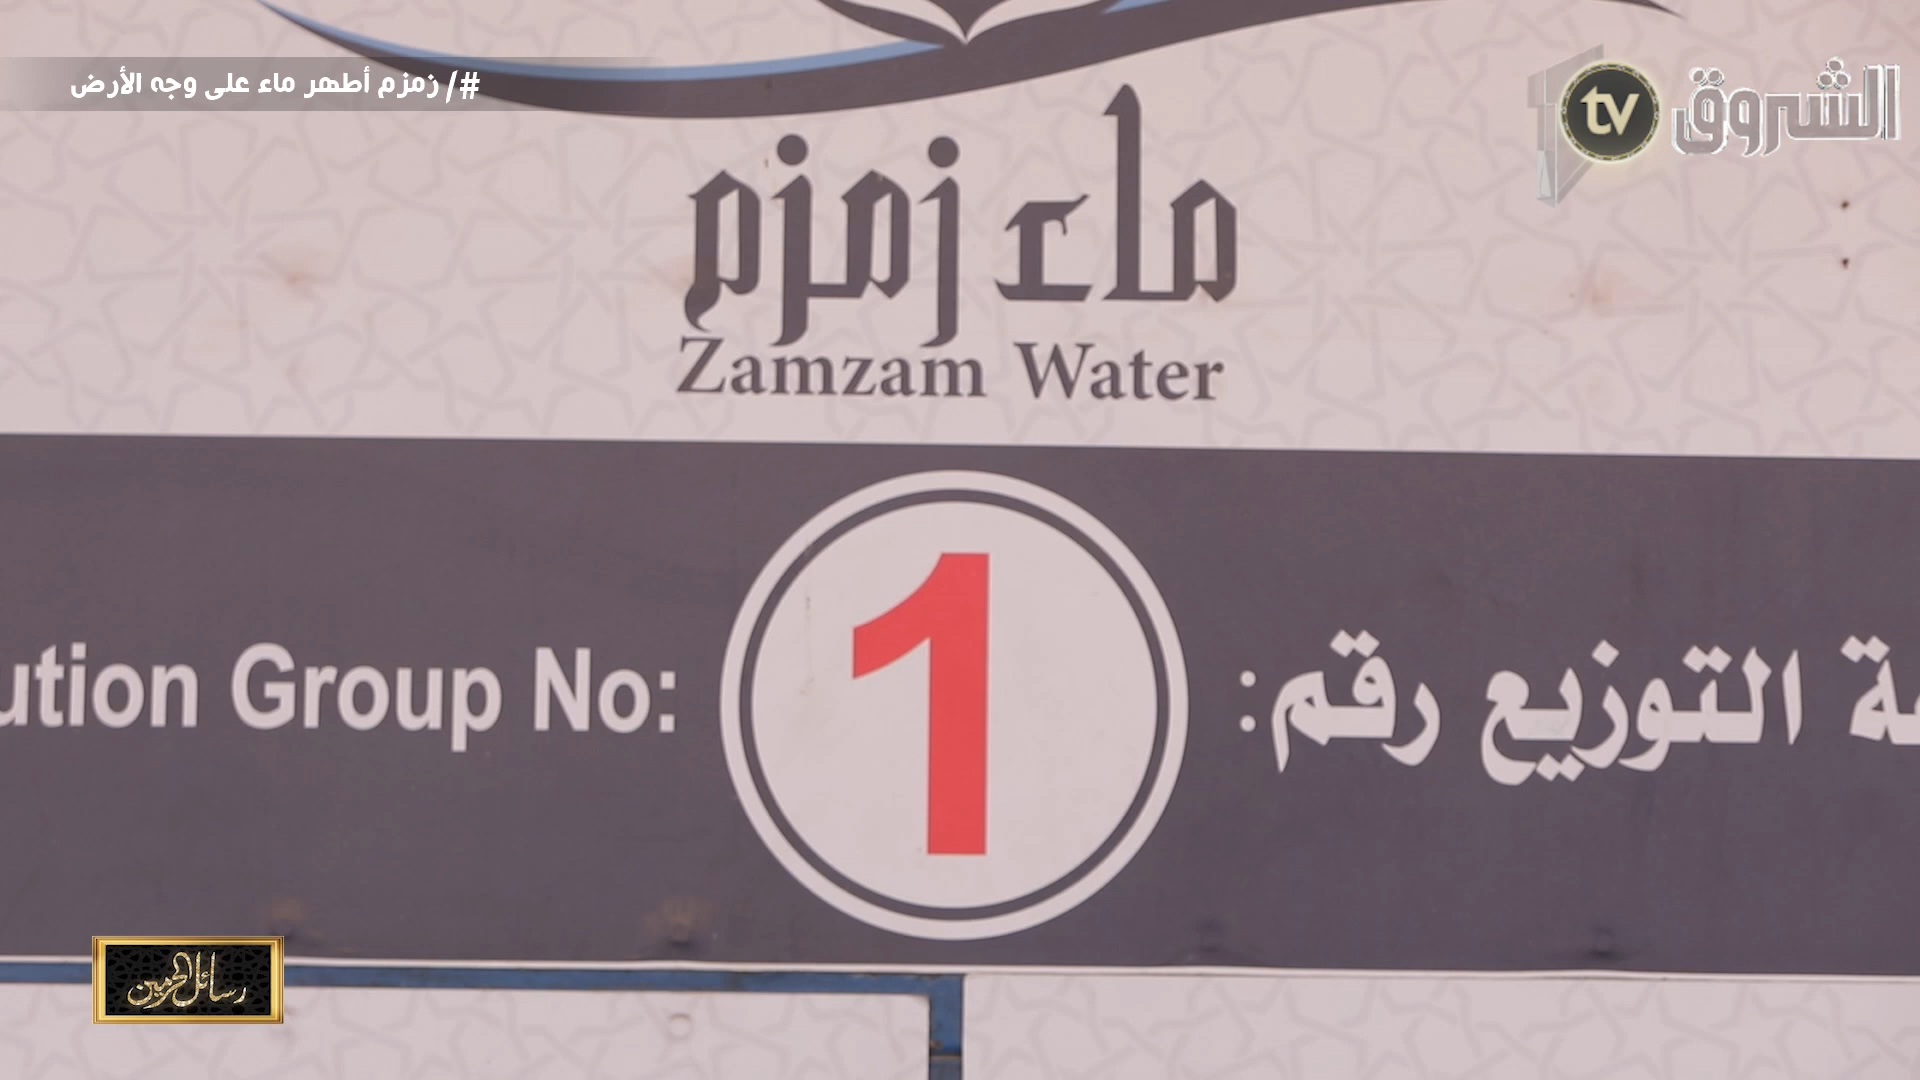 #/ زمزم أطهر ماء على وجه الأرض
الشروق tv
ماء زمزم
Zamzam Water
التوزيع رقم:
1
Group No:
رسائل الحرمين